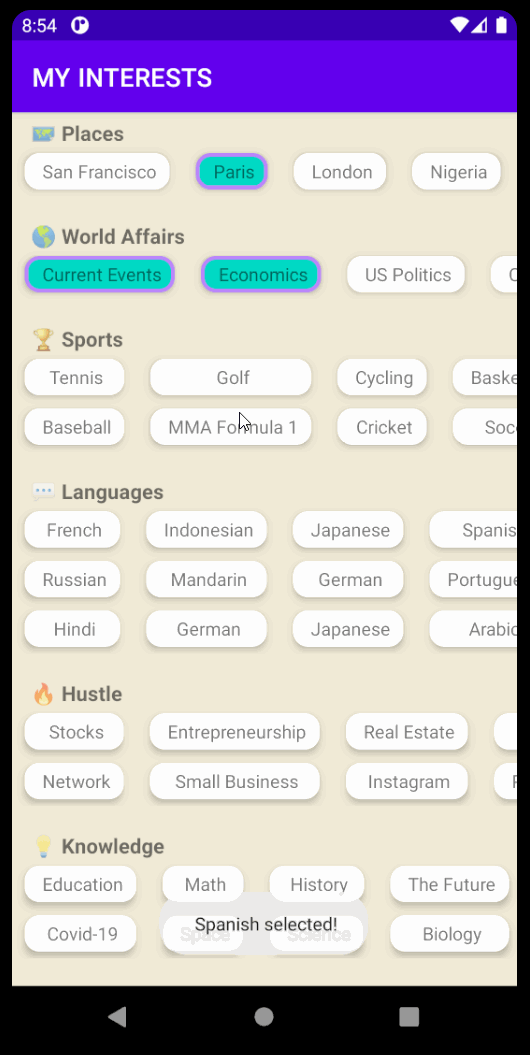 8:54
MY INTERESTS
Places
San Francisco Paris London Nigeria
World Affairs
Current Events Economics US Politics
Sports
Tennis Golf Cycling Baske
Baseball MMA Formula 1 Cricket Socc
Languages
French Indonesian Japanese Spanis
Russian Mandarin German Portugue
Hindi German Japanese Arabic
Hustle
Stocks Entrepreneurship Real Estate
Network Small Business Instagram
Knowledge
Education Math History The Future
Covid-19 Space Science Biology
Spanish selected!